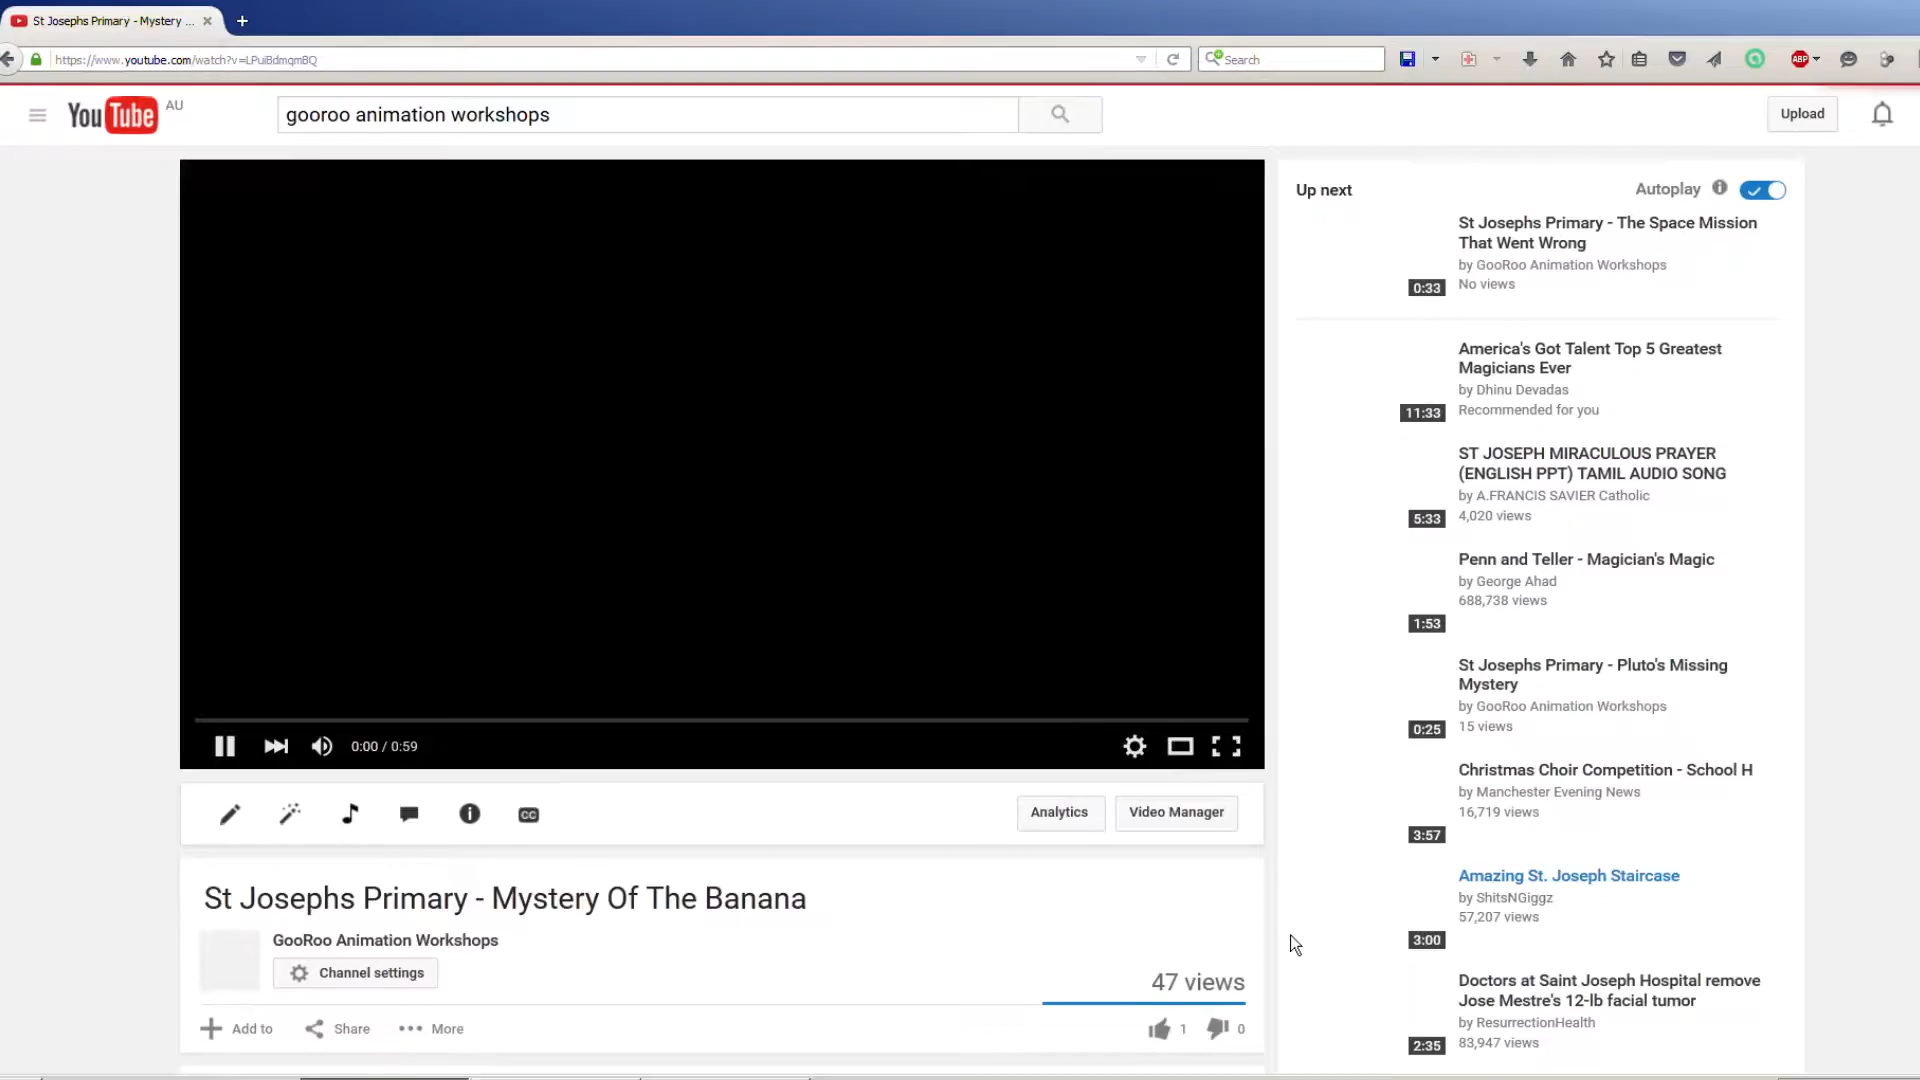 St Josephs Primary - Mystery ...
https://www.youtube.com/watch?v=LPuiBdmqmBQ
Search
ABP
YouTube AU
gooroo animation workshops
Upload
0:00 / 0:59
CC
Analytics
Video Manager
St Josephs Primary - Mystery Of The Banana
GooRoo Animation Workshops
Channel settings
47 views
Add to
Share
More
1
0
Up next
Autoplay
St Josephs Primary - The Space Mission
That Went Wrong
by GooRoo Animation Workshops
No views
0:33
America's Got Talent Top 5 Greatest
Magicians Ever
by Dhinu Devadas
Recommended for you
11:33
ST JOSEPH MIRACULOUS PRAYER
(ENGLISH PPT) TAMIL AUDIO SONG
by A.FRANCIS SAVIER Catholic
4,020 views
5:33
Penn and Teller - Magician's Magic
by George Ahad
688,738 views
1:53
St Josephs Primary - Pluto's Missing
Mystery
by GooRoo Animation Workshops
15 views
0:25
Christmas Choir Competition - School H
by Manchester Evening News
16,719 views
3:57
Amazing St. Joseph Staircase
by ShitsNGiggz
57,207 views
3:00
Doctors at Saint Joseph Hospital remove
Jose Mestre's 12-lb facial tumor
by ResurrectionHealth
83,947 views
2:35